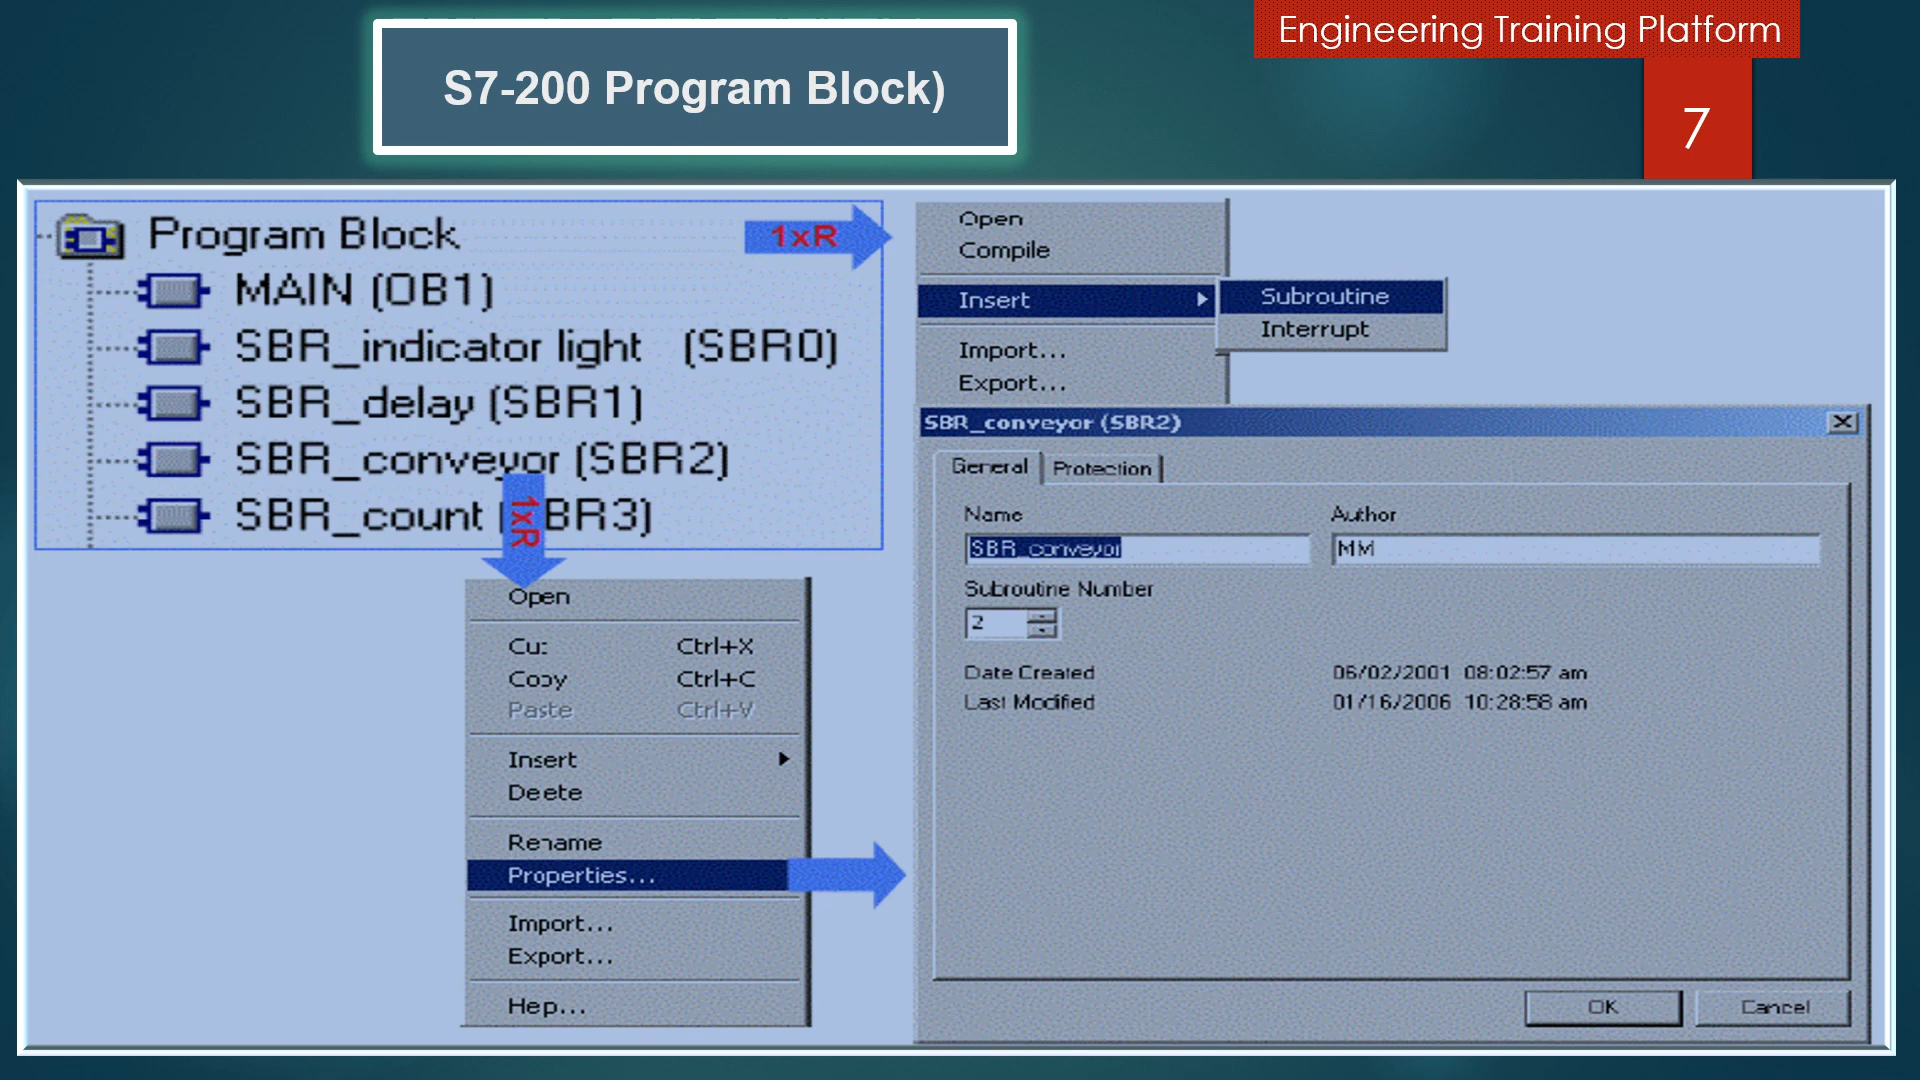 Engineering Training Platform
S7-200 Program Block)
7
Program Block
1xR
MAIN (OB1)
SBR_indicator light (SBR0)
SBR_delay (SBR1)
SBR_conveyor (SBR2)
SBR_count (SBR3)
1xR
Open
Cut Ctrl+X
Copy Ctrl+C
Paste Ctrl+V
Insert
Delete
Rename
Properties...
Import...
Export...
Help...
Open
Compile
Insert
Subroutine
Interrupt
Import...
Export...
SBR_conveyor (SBR2)
General Protection
Name Author
SBR_conveyor MM
Subroutine Number
2
Date Created 06/02/2001 08:02:57 am
Last Modified 01/16/2006 10:28:58 am
OK Cancel